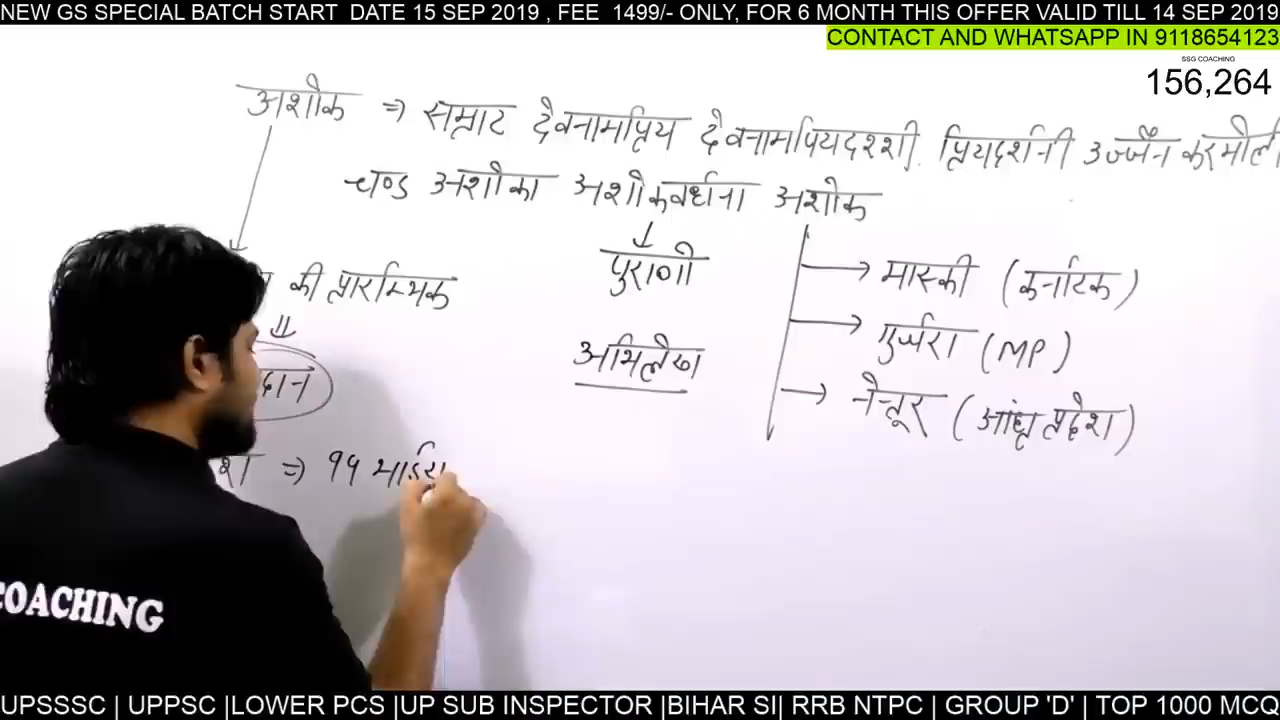 NEW GS SPECIAL BATCH START DATE 15 SEP 2019 , FEE 1499/- ONLY, FOR 6 MONTH THIS OFFER VALID TILL 14 SEP 2019
CONTACT AND WHATSAPP IN 9118654123
SSG COACHING
156,264
अशोक ⇒ सम्राट देवनामप्रिय देवनामपियदश्शी प्रियदर्शनी उज्जैन करमोली
चण्ड अशोका अशोकवर्धना अशोक
पुराणो
की प्रारम्भिक
मास्की (कर्नाटक)
गुर्जरा (MP)
अभिलेख
दान
नेत्तूर (आंध्र प्रदेश)
⇒ 99 भाईय
COACHING
UPSSSC | UPPSC |LOWER PCS |UP SUB INSPECTOR |BIHAR SI| RRB NTPC | GROUP 'D' | TOP 1000 MCQ